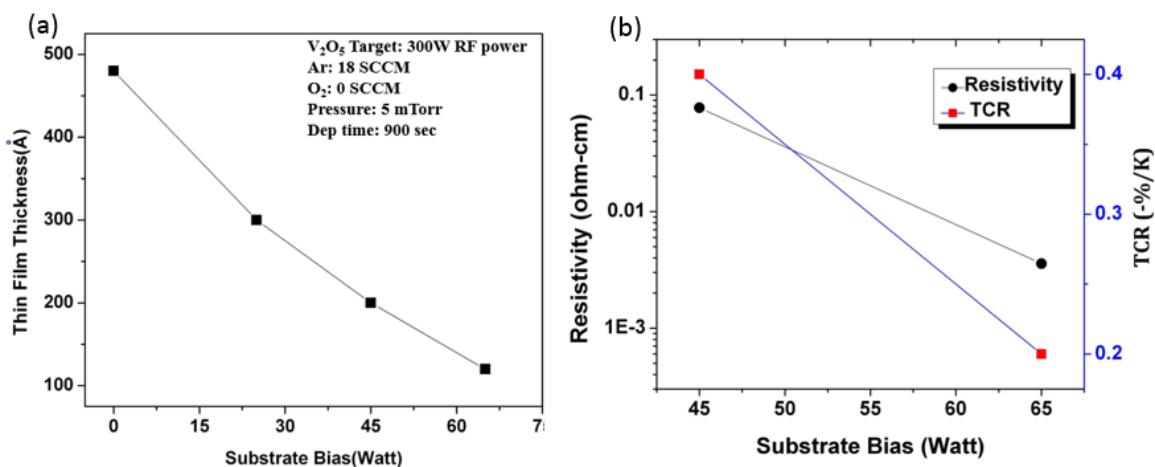 (a)
V₂O₅ Target: 300W RF power
Ar: 18 SCCM
O₂: 0 SCCM
Pressure: 5 mTorr
Dep time: 900 sec
500
400
300
200
100
Thin Film Thickness(Å)
0 15 30 45 60 75
Substrate Bias(Watt)
(b)
Resistivity
TCR
0.1
0.01
1E-3
Resistivity (ohm-cm)
0.4
0.3
0.2
TCR (-%/K)
45 50 55 60 65
Substrate Bias (Watt)